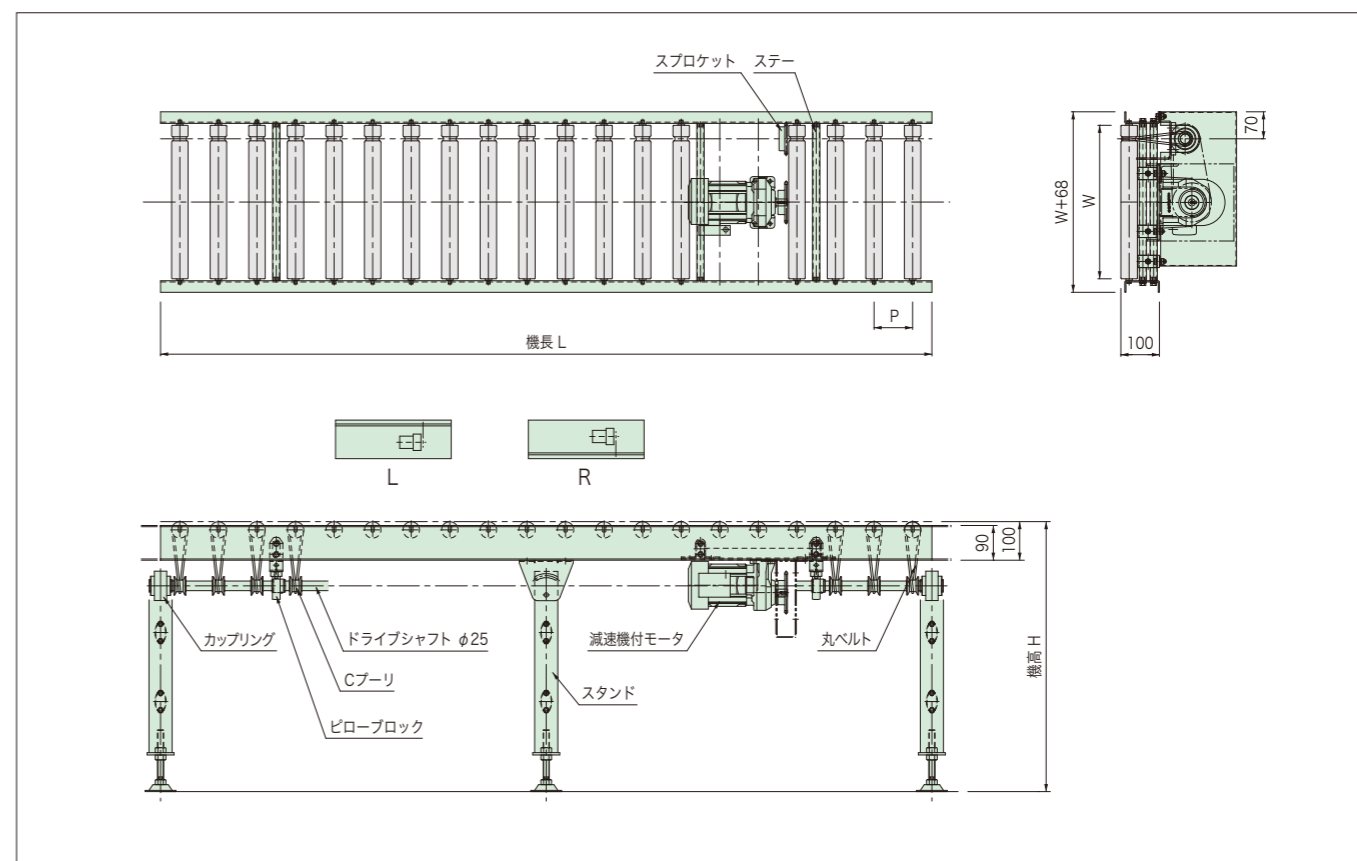 スプロケット
ステー
70
W+68
W
P
機長 L
100
L
R
90
100
カップリング
ドライブシャフト φ25
減速機付モータ
丸ベルト
Cプーリ
スタンド
ピローブロック
機高 H